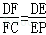 DF/FC = DE/EP